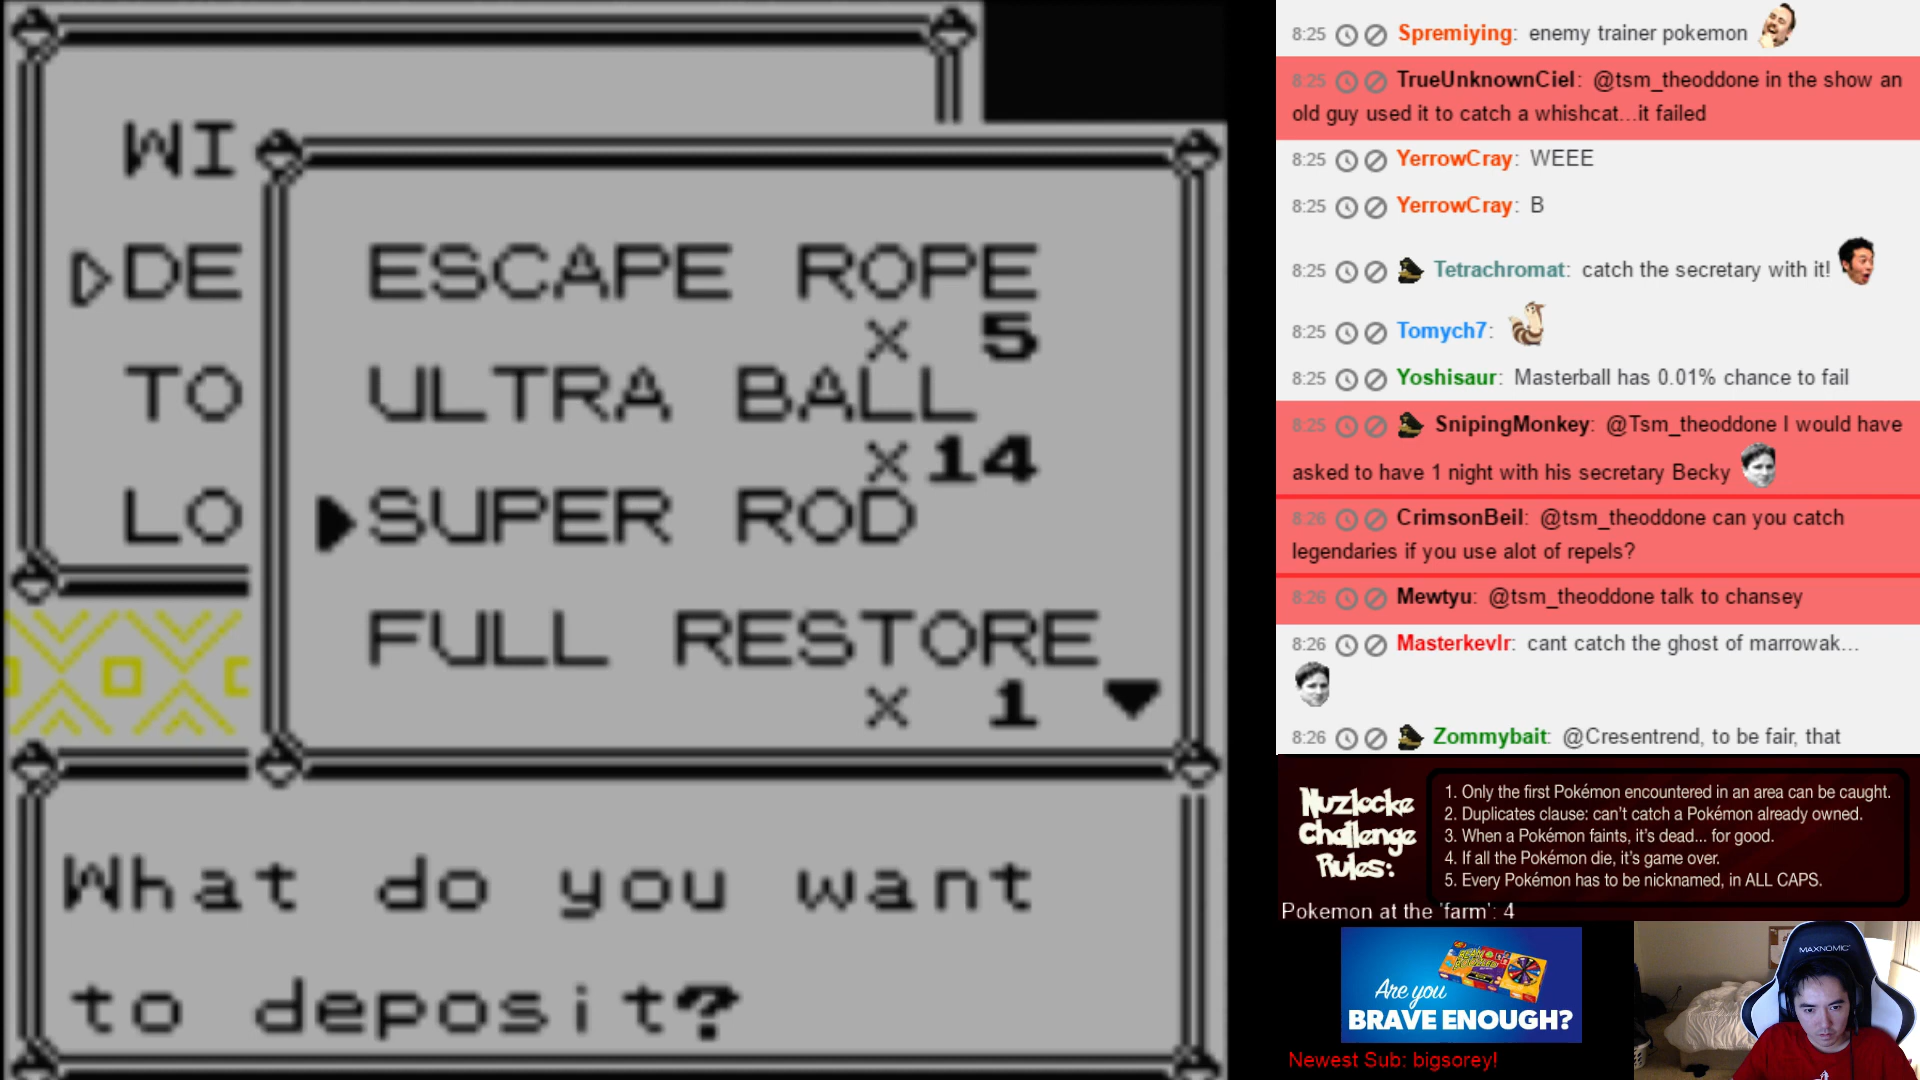 WI
DE
TO
LO
ESCAPE ROPE
× 5
ULTRA BALL
×14
SUPER ROD
FULL RESTORE
× 1
What do you want
to deposit?
8:25 Spremiying: enemy trainer pokemon
8:25 TrueUnknownCiel: @tsm_theoddone in the show an
old guy used it to catch a whishcat...it failed
8:25 YerrowCray: WEEE
8:25 YerrowCray: B
8:25 Tetrachromat: catch the secretary with it!
8:25 Tomych7:
8:25 Yoshisaur: Masterball has 0.01% chance to fail
8:25 SnipingMonkey: @Tsm_theoddone I would have
asked to have 1 night with his secretary Becky
8:26 CrimsonBeil: @tsm_theoddone can you catch
legendaries if you use alot of repels?
8:26 Mewtyu: @tsm_theoddone talk to chansey
8:26 Masterkevlr: cant catch the ghost of marrowak...
8:26 Zommybait: @Cresentrend, to be fair, that
Nuzlocke
Challenge
Rules:
1. Only the first Pokémon encountered in an area can be caught.
2. Duplicates clause: can't catch a Pokémon already owned.
3. When a Pokémon faints, it's dead... for good.
4. If all the Pokémon die, it's game over.
5. Every Pokémon has to be nicknamed, in ALL CAPS.
Pokemon at the 'farm': 4
Are you
BRAVE ENOUGH?
Newest Sub: bigsorey!
MAXNOMIC